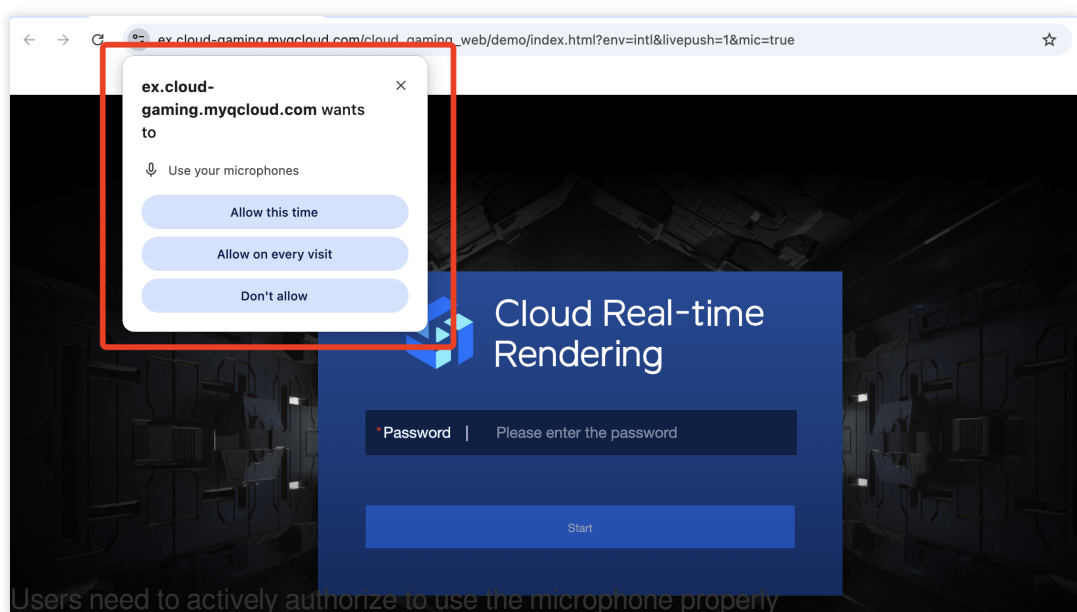 ex.cloud-gaming.myqcloud.com/cloud_gaming_web/demo/index.html?env=intl&livepush=1&mic=true
ex.cloud-
gaming.myqcloud.com wants
to
Use your microphones
Allow this time
Allow on every visit
Don't allow
Cloud Real-time
Rendering
*Password | Please enter the password
Start
Users need to actively authorize to use the microphone properly